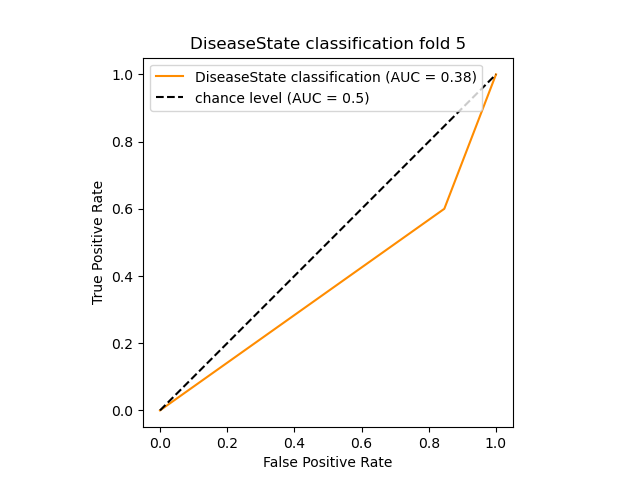 DiseaseState classification fold 5
DiseaseState classification (AUC = 0.38)
chance level (AUC = 0.5)
1.0
0.8
0.6
0.4
0.2
0.0
True Positive Rate
0.0 0.2 0.4 0.6 0.8 1.0
False Positive Rate